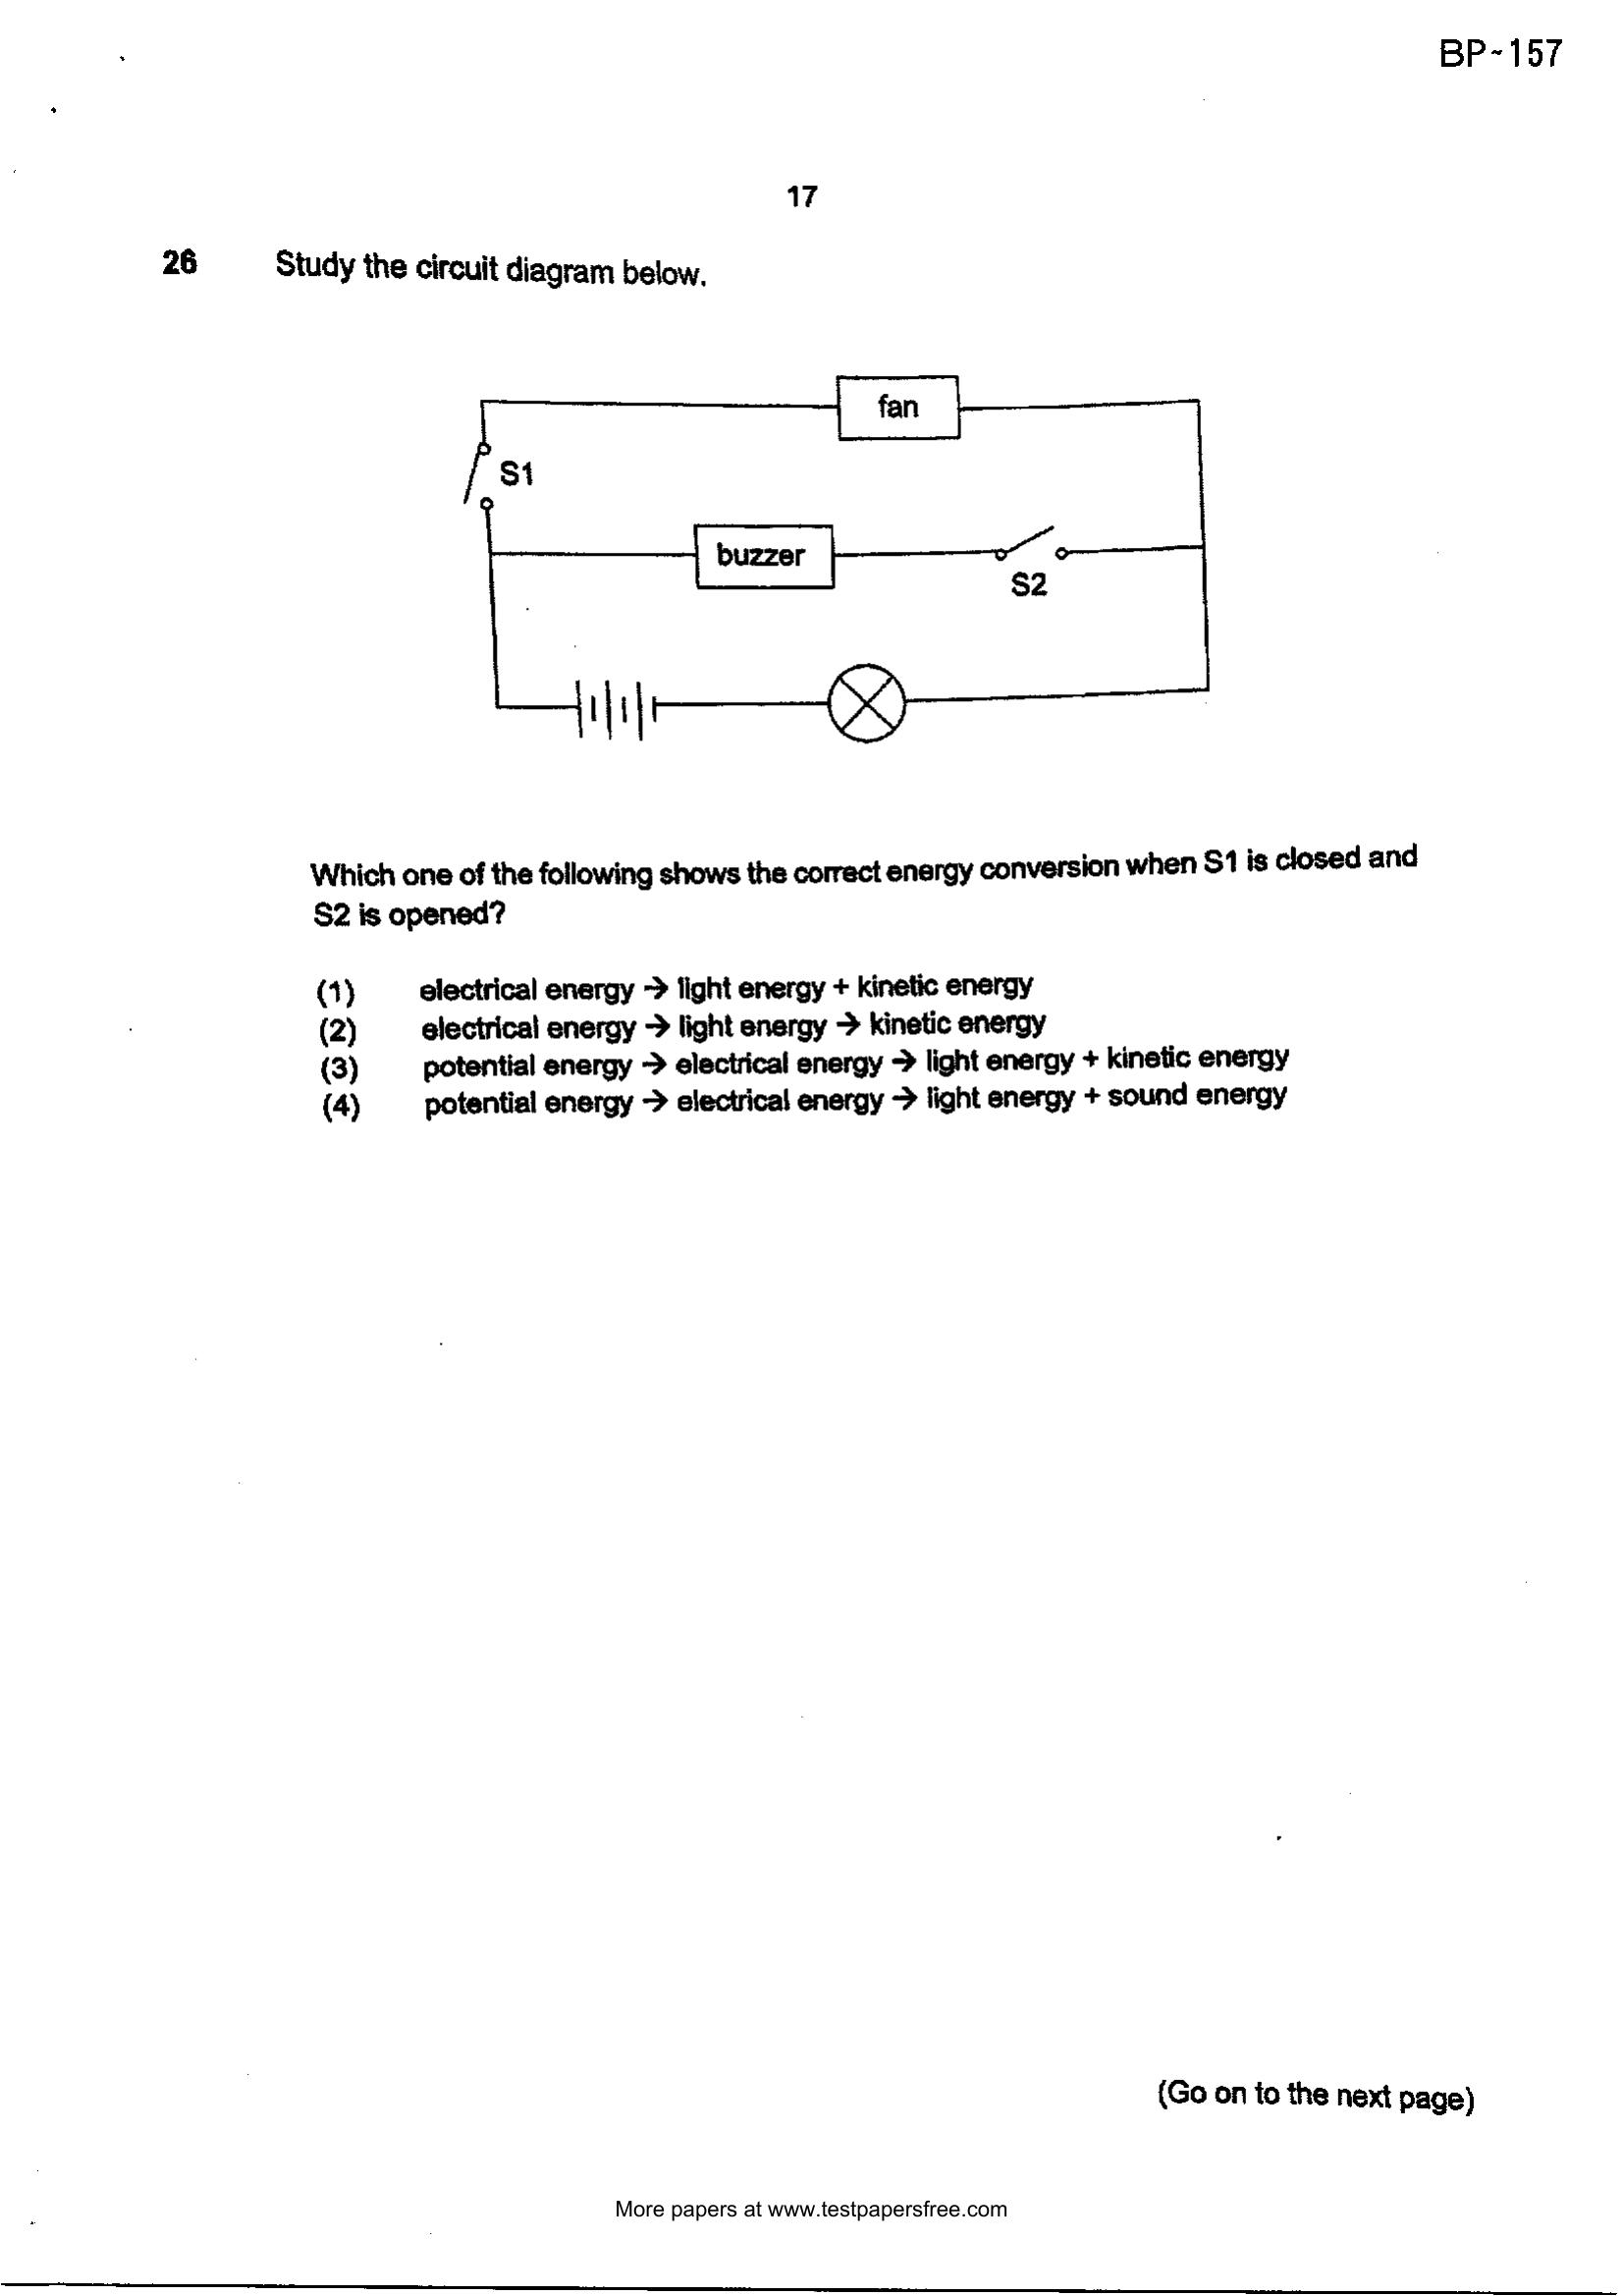 BP-157
17
26 Study the circuit diagram below.
fan
S1
buzzer
S2
Which one of the following shows the correct energy conversion when S1 is closed and
S2 is opened?
(1) electrical energy → light energy + kinetic energy
(2) electrical energy → light energy → kinetic energy
(3) potential energy → electrical energy → light energy + kinetic energy
(4) potential energy → electrical energy → light energy + sound energy
(Go on to the next page)
More papers at www.testpapersfree.com